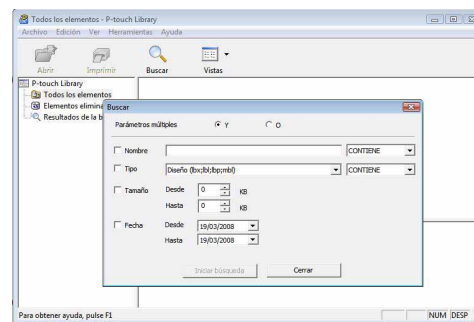 Todos los elementos - P-touch Library
Archivo Edición Ver Herramientas Ayuda
Abrir Imprimir Buscar Vistas
P-touch Library
Todos los elementos
Elementos elimina
Resultados de la b
Buscar
Parámetros múltiples Y O
Nombre CONTIENE
Tipo Diseño (lbx;lbl;lbp;mbl) CONTIENE
Tamaño Desde 0 KB
Hasta 0 KB
Fecha Desde 19/03/2008
Hasta 19/03/2008
Iniciar búsqueda Cerrar
Para obtener ayuda, pulse F1 NUM DESP